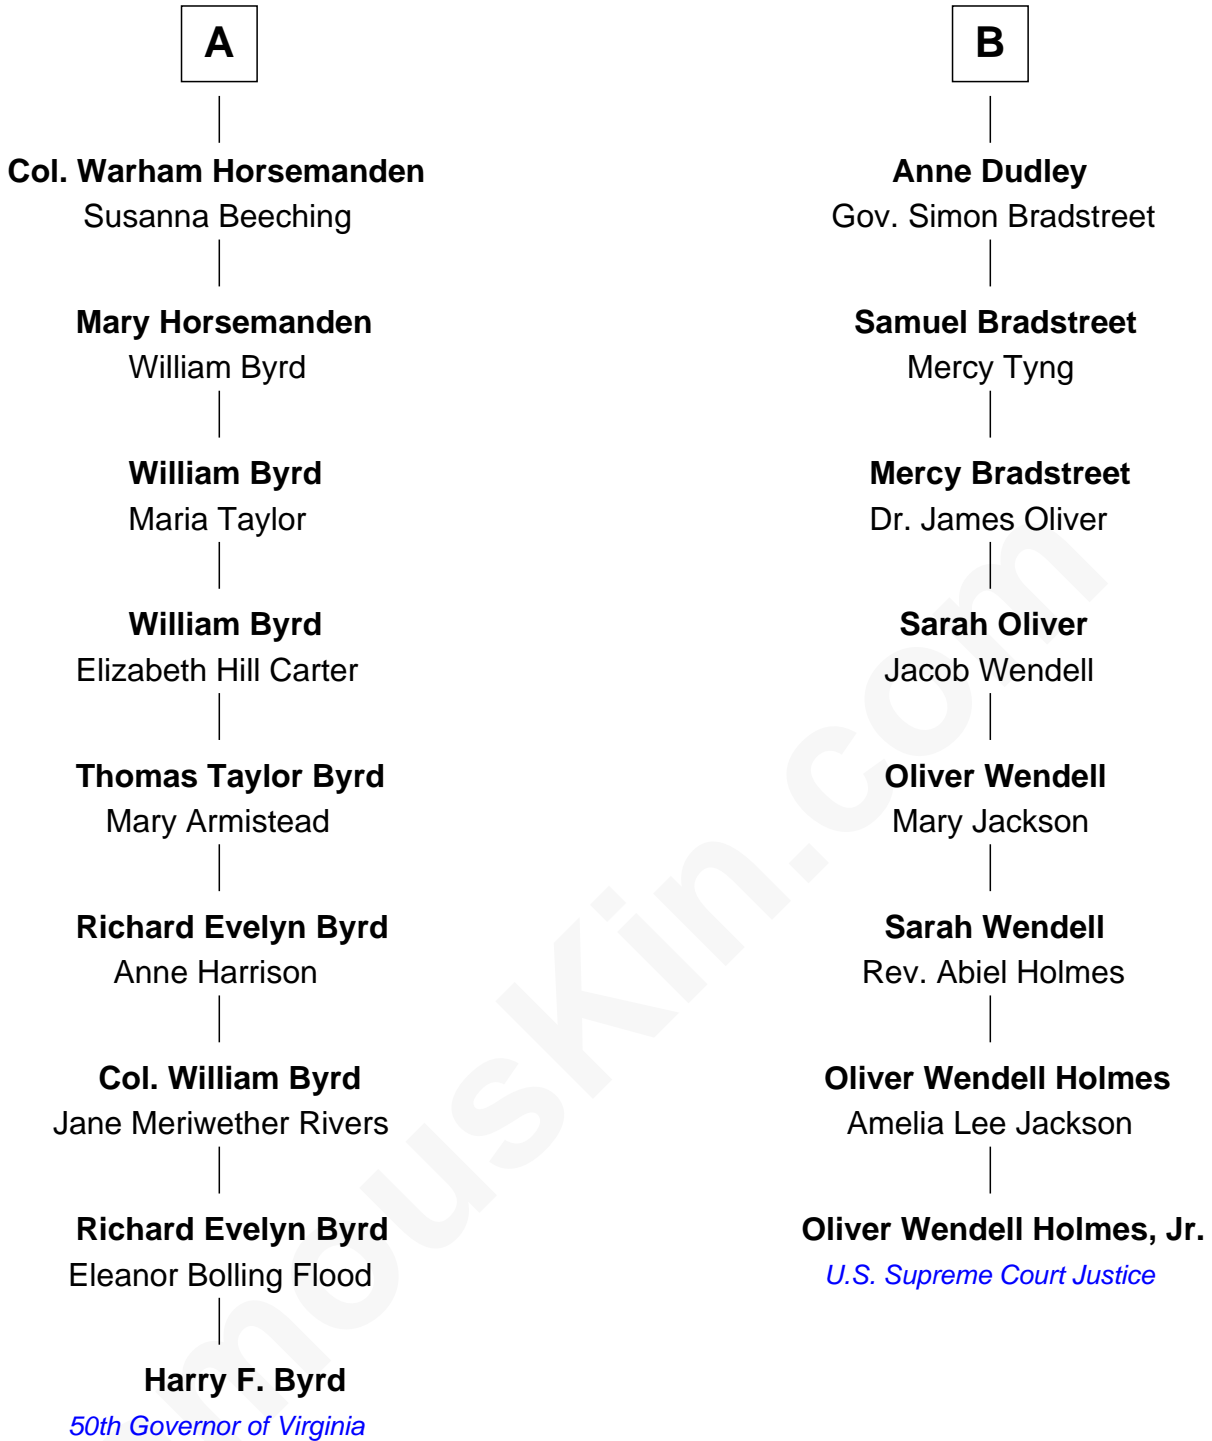 A
Col. Warham Horsemanden
Susanna Beeching
Mary Horsemanden
William Byrd
William Byrd
Maria Taylor
William Byrd
Elizabeth Hill Carter
Thomas Taylor Byrd
Mary Armistead
Richard Evelyn Byrd
Anne Harrison
Col. William Byrd
Jane Meriwether Rivers
Richard Evelyn Byrd
Eleanor Bolling Flood
Harry F. Byrd
50th Governor of Virginia
B
Anne Dudley
Gov. Simon Bradstreet
Samuel Bradstreet
Mercy Tyng
Mercy Bradstreet
Dr. James Oliver
Sarah Oliver
Jacob Wendell
Oliver Wendell
Mary Jackson
Sarah Wendell
Rev. Abiel Holmes
Oliver Wendell Holmes
Amelia Lee Jackson
Oliver Wendell Holmes, Jr.
U.S. Supreme Court Justice
mousKin.com